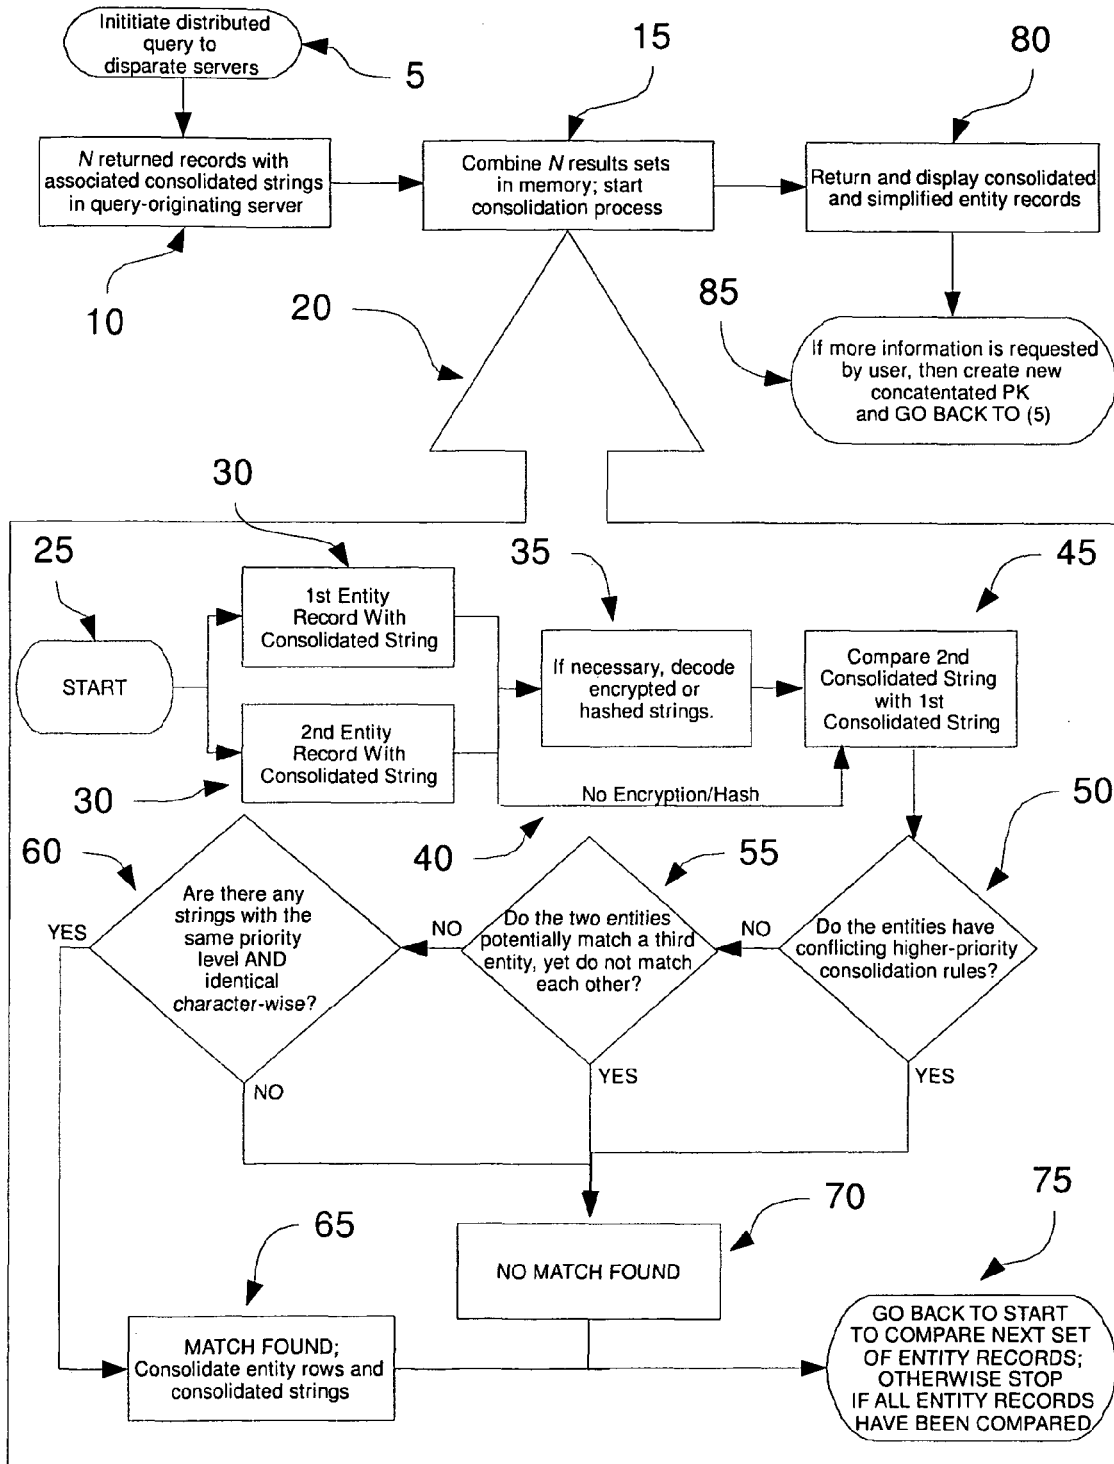 Inititiate distributed
query to
disparate servers
5
15
80
N returned records with
associated consolidated strings
in query-originating server
Combine N results sets
in memory; start
consolidation process
Return and display consolidated
and simplified entity records
10
20
85
If more information is requested
by user, then create new
concatentated PK
and GO BACK TO (5)
30
25
35
45
1st Entity
Record With
Consolidated String
START
If necessary, decode
encrypted or
hashed strings.
Compare 2nd
Consolidated String
with 1st
Consolidated String
2nd Entity
Record With
Consolidated String
30
No Encryption/Hash
40
50
60
55
Are there any
strings with the
same priority
level AND
identical
character-wise?
YES
NO
Do the two entities
potentially match a third
entity, yet do not match
each other?
NO
Do the entities have
conflicting higher-priority
consolidation rules?
NO
YES
YES
70
75
65
NO MATCH FOUND
MATCH FOUND;
Consolidate entity rows and
consolidated strings
GO BACK TO START
TO COMPARE NEXT SET
OF ENTITY RECORDS;
OTHERWISE STOP
IF ALL ENTITY RECORDS
HAVE BEEN COMPARED